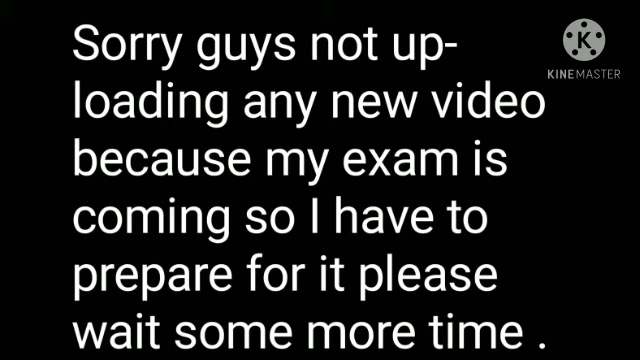 Sorry guys not up-
loading any new video
because my exam is
coming so I have to
prepare for it please
wait some more time .
K
KINEMASTER